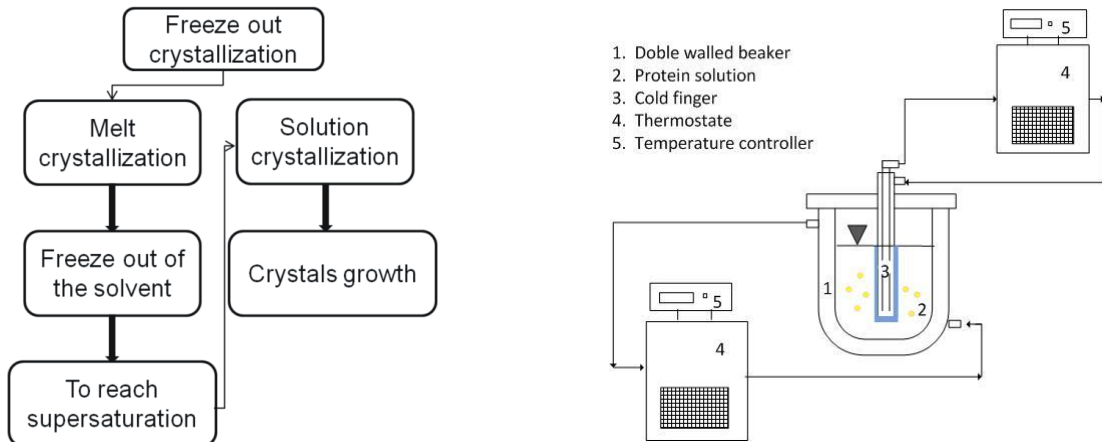 Freeze out
crystallization
Melt
crystallization
Freeze out of
the solvent
To reach
supersaturation
Solution
crystallization
Crystals growth
1. Doble walled beaker
2. Protein solution
3. Cold finger
4. Thermostate
5. Temperature controller
5
4
3
1
2
5
4